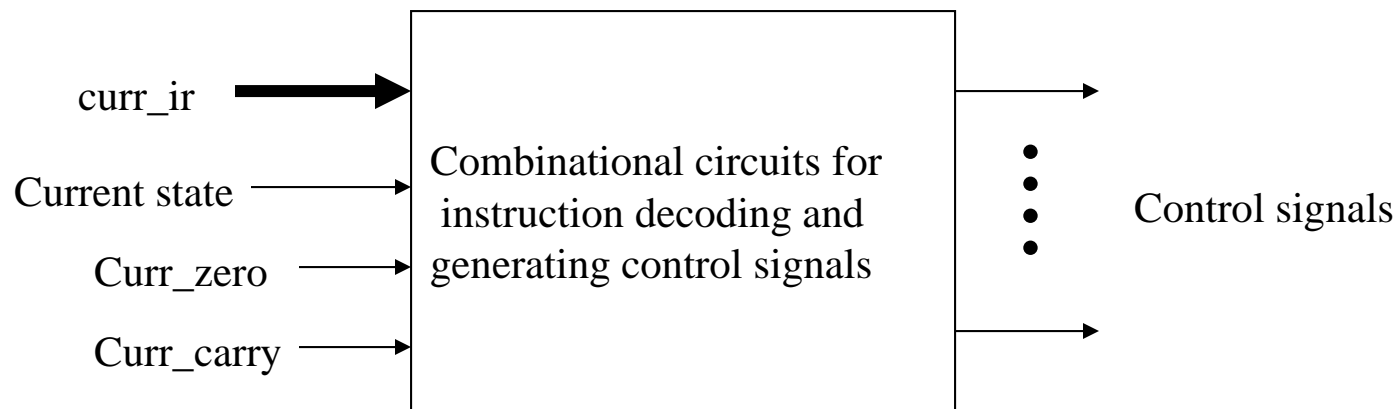 curr_ir
Current state
Curr_zero
Curr_carry
Combinational circuits for
instruction decoding and
generating control signals
Control signals